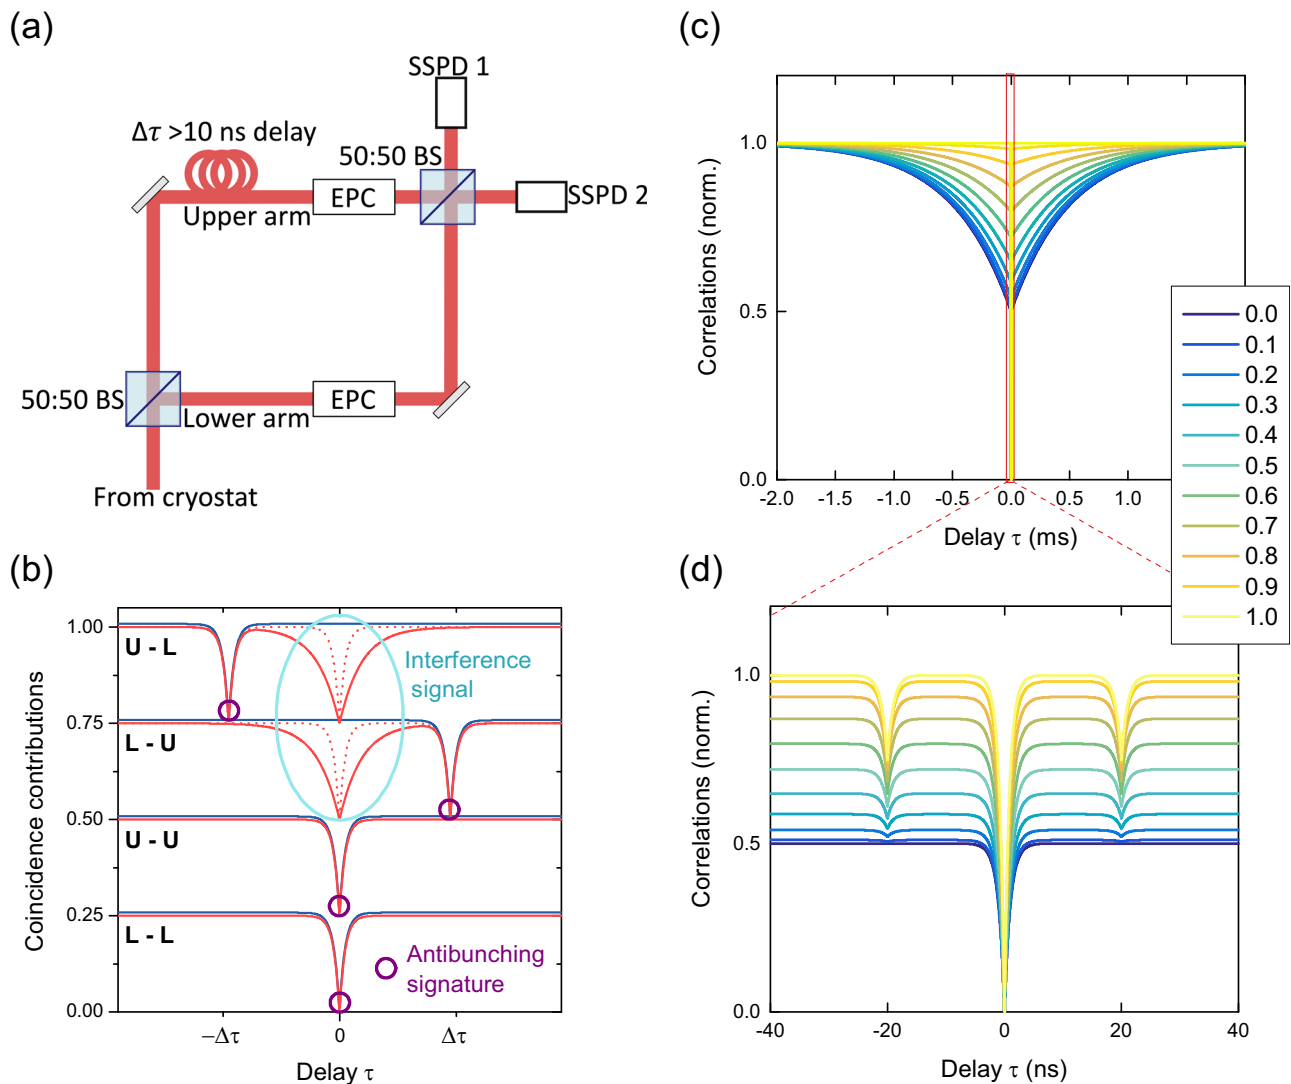 (a)
SSPD 1
Δτ >10 ns delay
50:50 BS
EPC
SSPD 2
Upper arm
50:50 BS
EPC
Lower arm
From cryostat
(b)
Coincidence contributions
1.00
0.75
0.50
0.25
0.00
U - L
L - U
U - U
L - L
Interference
signal
Antibunching
signature
−Δτ
0
Δτ
Delay τ
(c)
Correlations (norm.)
1.0
0.5
0.0
-2.0
-1.5
-1.0
-0.5
0.0
0.5
1.0
Delay τ (ms)
0.0
0.1
0.2
0.3
0.4
0.5
0.6
0.7
0.8
0.9
1.0
(d)
Correlations (norm.)
1.0
0.5
0.0
-40
-20
0
20
40
Delay τ (ns)